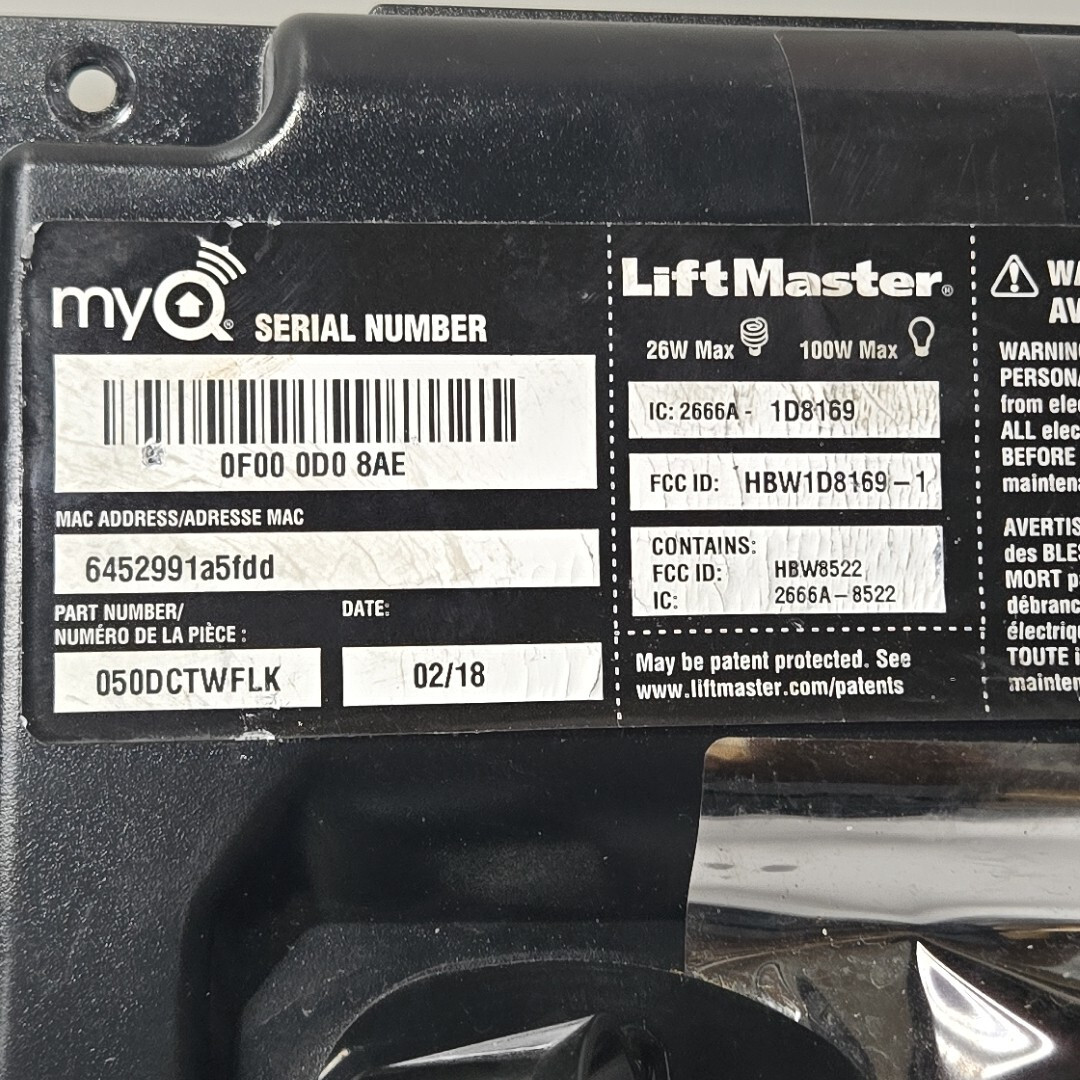 myQ® SERIAL NUMBER
0F00 0D0 8AE
MAC ADDRESS/ADRESSE MAC
6452991a5fdd
PART NUMBER/
NUMÉRO DE LA PIÈCE :
050DCTWFLK
DATE:
02/18
LiftMaster®
26W Max 100W Max
IC: 2666A - 1D8169
FCC ID: HBW1D8169-1
CONTAINS:
FCC ID: HBW8522
IC: 2666A-8522
May be patent protected. See
www.liftmaster.com/patents
WARNING
PERSONA
from elec
ALL elec
BEFORE
maintena
AVERTIS
des BLES
MORT p
débranc
électriqu
TOUTE i
mainten